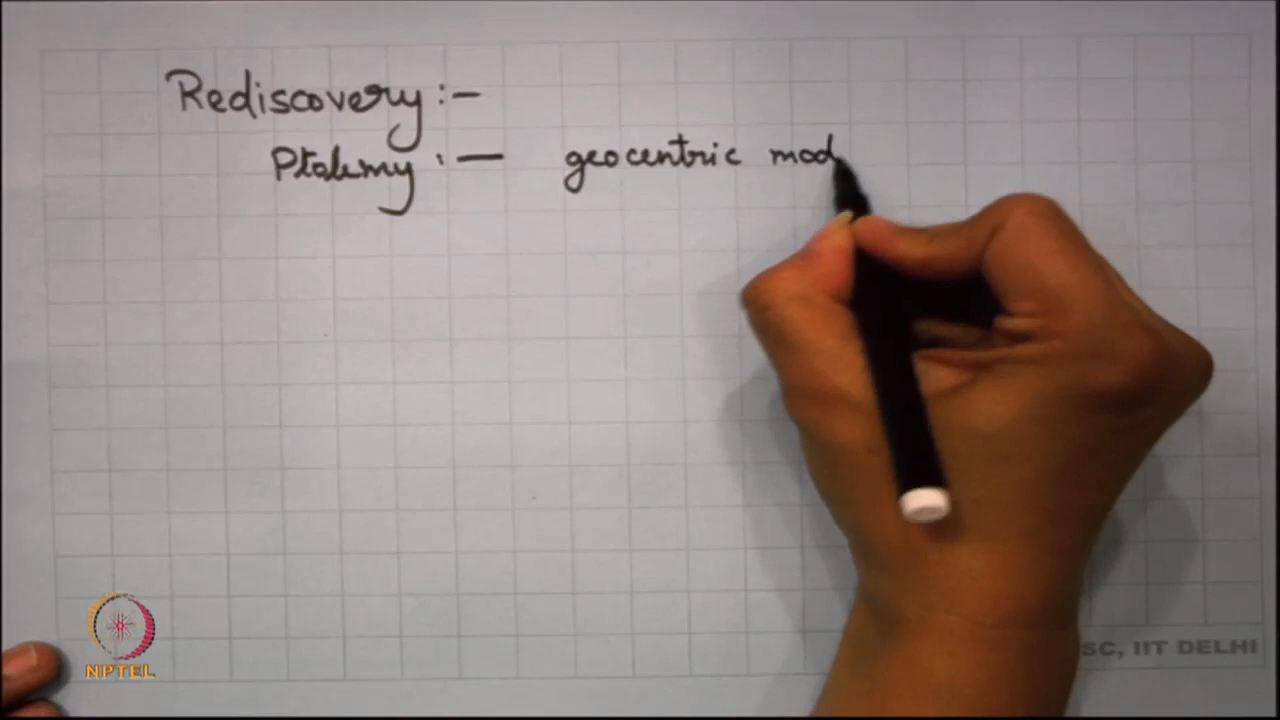 Rediscovery :-
Ptolemy :- geocentric mod
NPTEL
SC, IIT DELHI